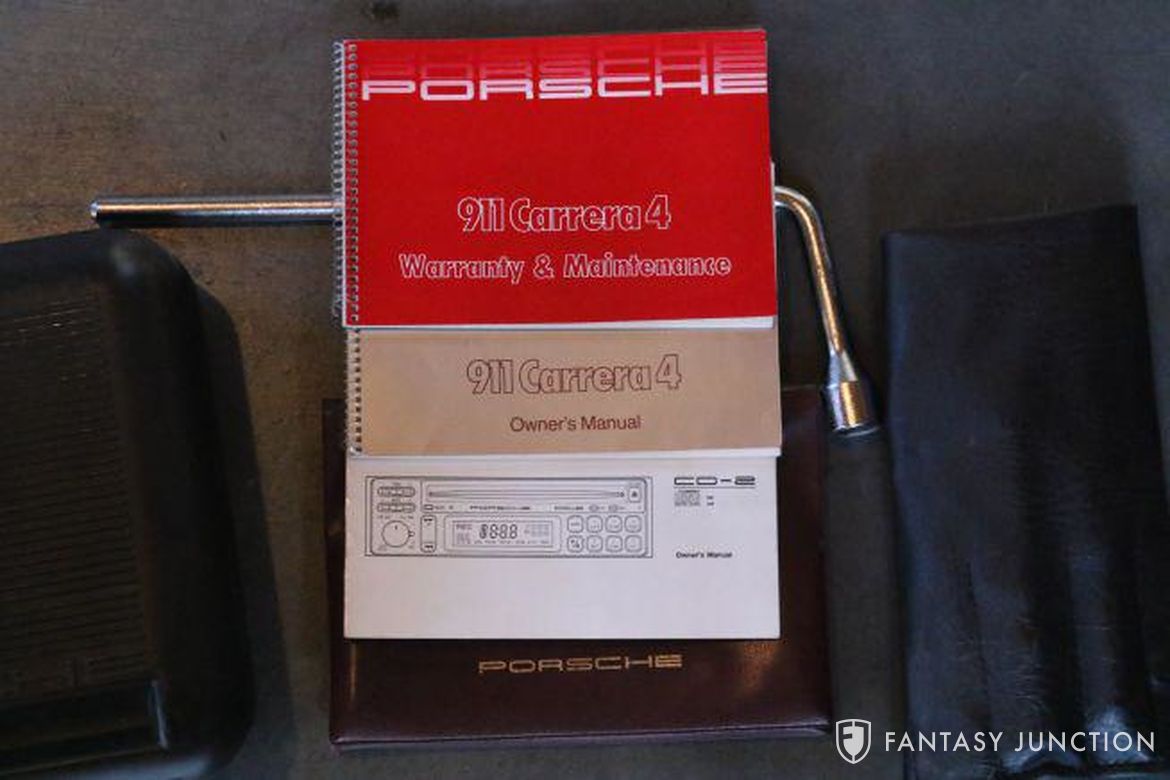 PORSCHE
911 Carrera 4
Warranty & Maintenance
911 Carrera 4
Owner's Manual
CD-2
Owner's Manual
PORSCHE
FANTASY JUNCTION